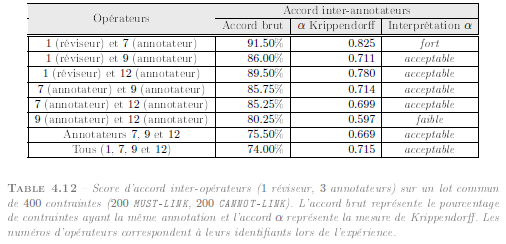 Opérateurs
Accord inter-annotateurs
Accord brut α Krippendorff Interprétation α
1 (réviseur) et 7 (annotateur) 91.50% 0.825 fort
1 (réviseur) et 9 (annotateur) 86.00% 0.711 acceptable
1 (réviseur) et 12 (annotateur) 89.50% 0.780 acceptable
7 (annotateur) et 9 (annotateur) 85.75% 0.714 acceptable
7 (annotateur) et 12 (annotateur) 85.25% 0.699 acceptable
9 (annotateur) et 12 (annotateur) 80.25% 0.597 faible
Annotateurs 7, 9 et 12 75.50% 0.669 acceptable
Tous (1, 7, 9 et 12) 74.00% 0.715 acceptable
TABLE 4.12 – Score d'accord inter-opérateurs (1 réviseur, 3 annotateurs) sur un lot commun
de 400 contraintes (200 MUST-LINK, 200 CANNOT-LINK). L'accord brut représente le pourcentage
de contraintes ayant la même annotation et l'accord α représente la mesure de Krippendorff. Les
numéros d'opérateurs correspondent à leurs identifiants lors de l'expérience.